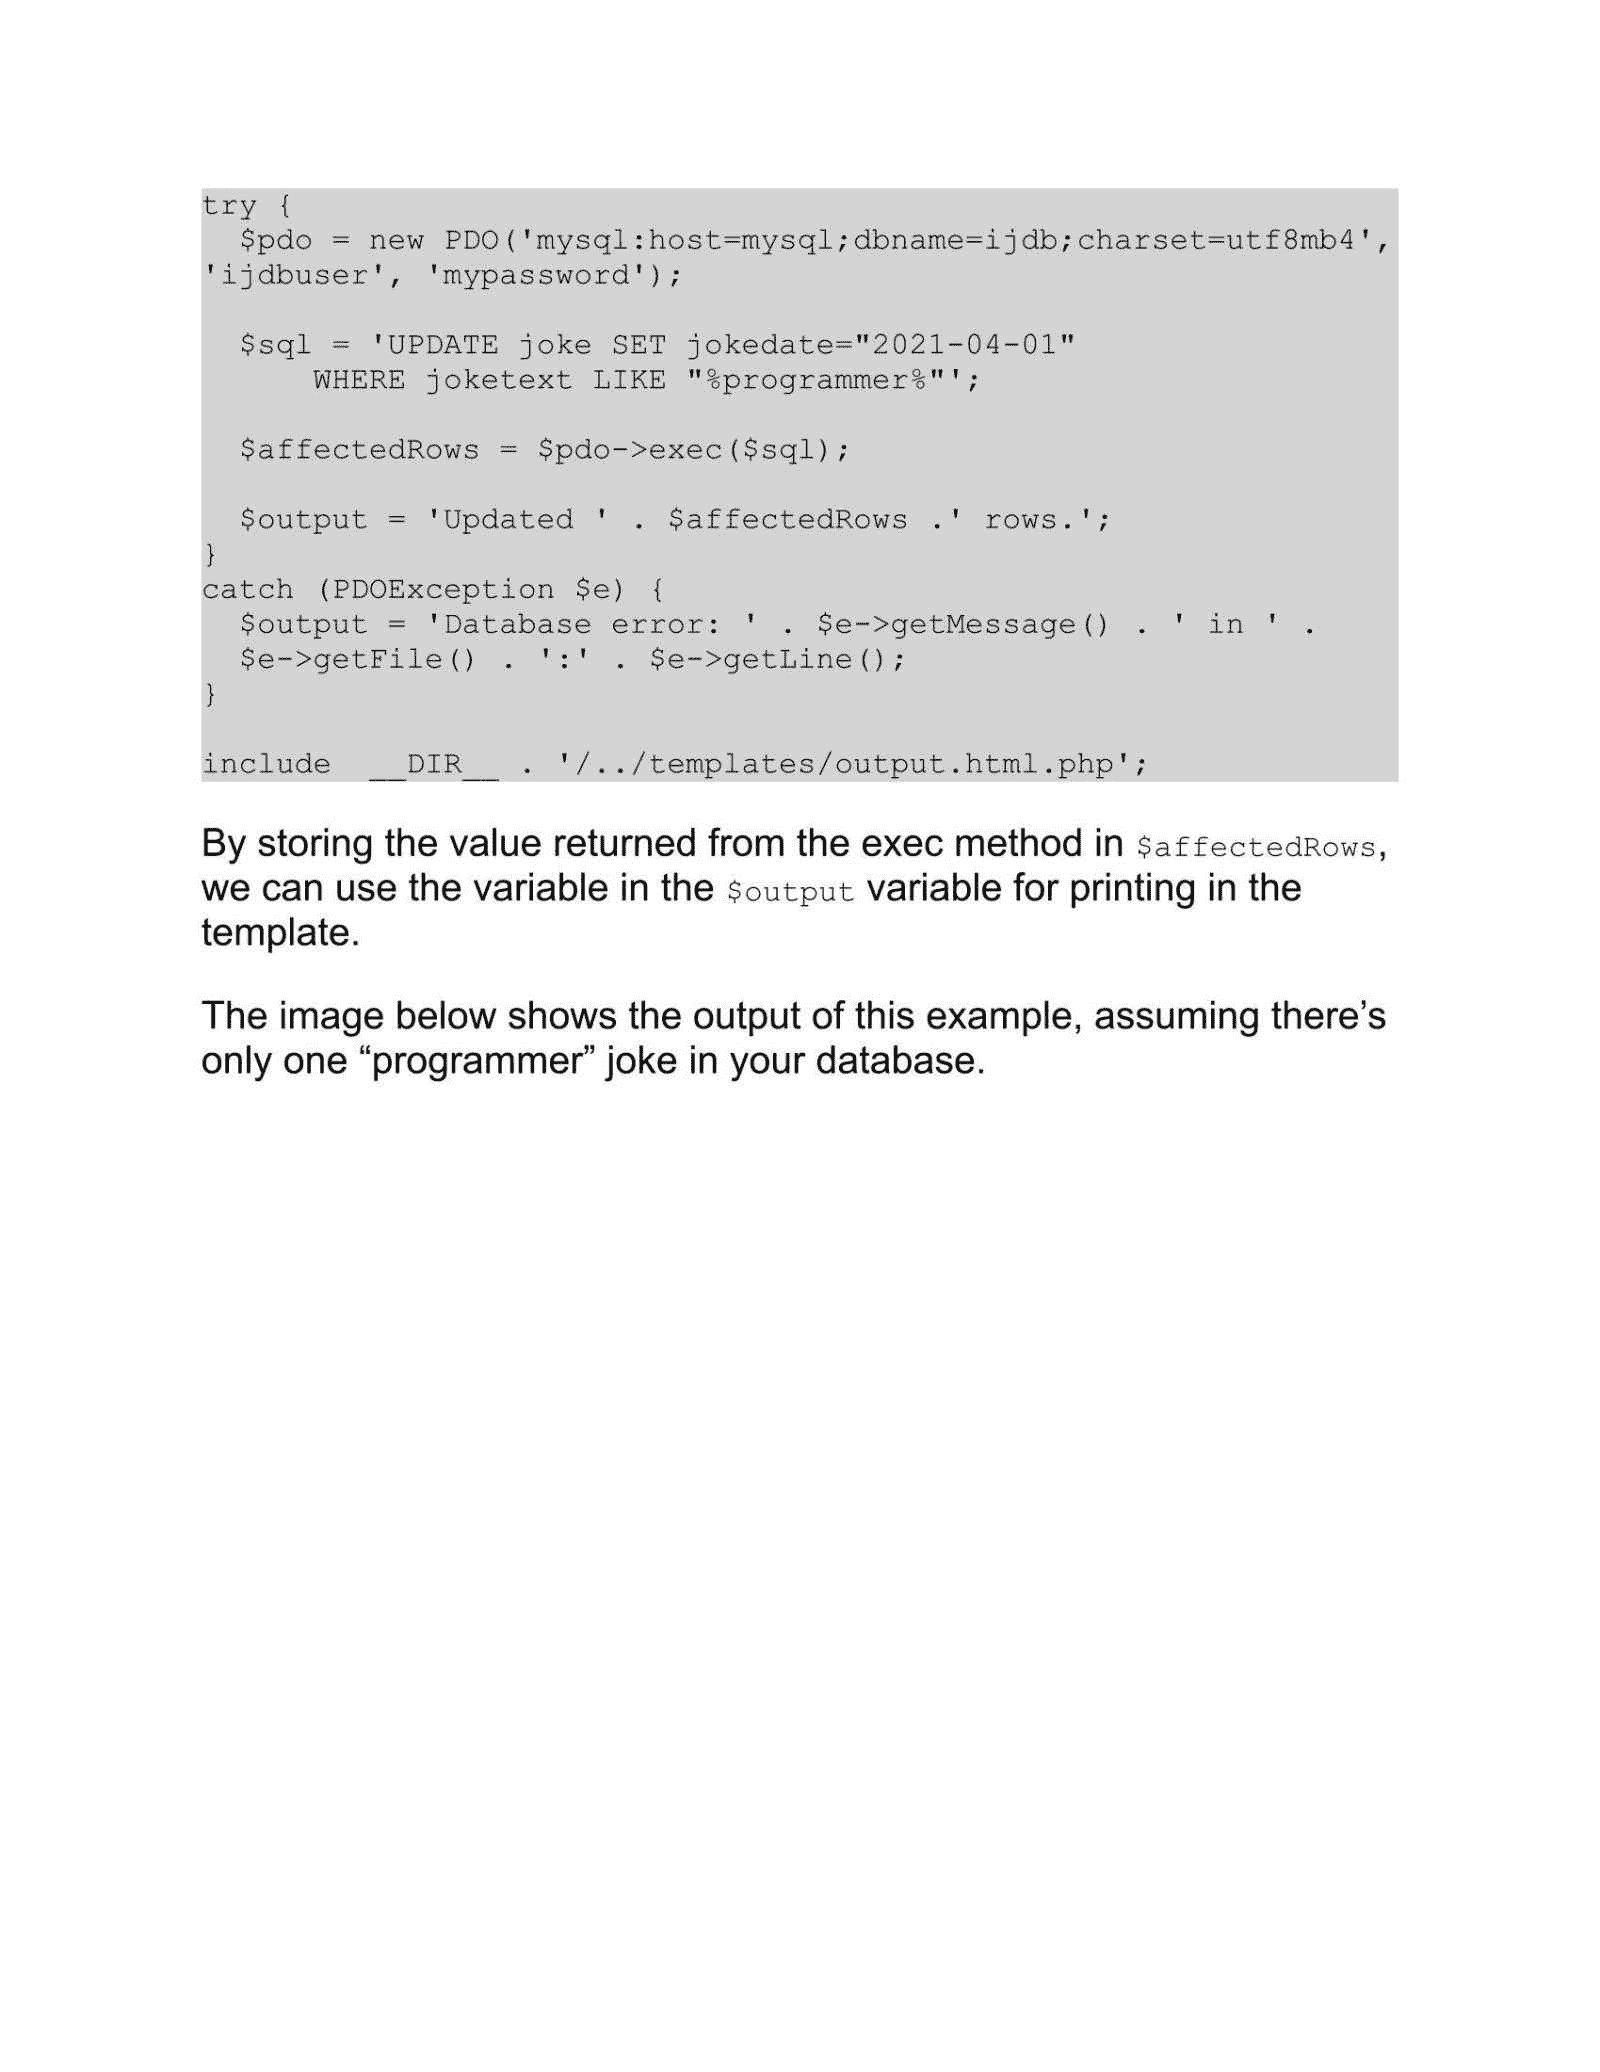 try {
  $pdo = new PDO('mysql:host=mysql;dbname=ijdb;charset=utf8mb4',
'ijdbuser', 'mypassword');
  $sql = 'UPDATE joke SET jokedate="2021-04-01"
      WHERE joketext LIKE "%programmer%"';
  $affectedRows = $pdo->exec($sql);
  $output = 'Updated ' . $affectedRows .' rows.';
}
catch (PDOException $e) {
  $output = 'Database error: ' . $e->getMessage() . ' in ' .
  $e->getFile() . ':' . $e->getLine();
}
include  __DIR__ . '/../templates/output.html.php';
By storing the value returned from the exec method in $affectedRows,
we can use the variable in the $output variable for printing in the
template.
The image below shows the output of this example, assuming there’s
only one “programmer” joke in your database.